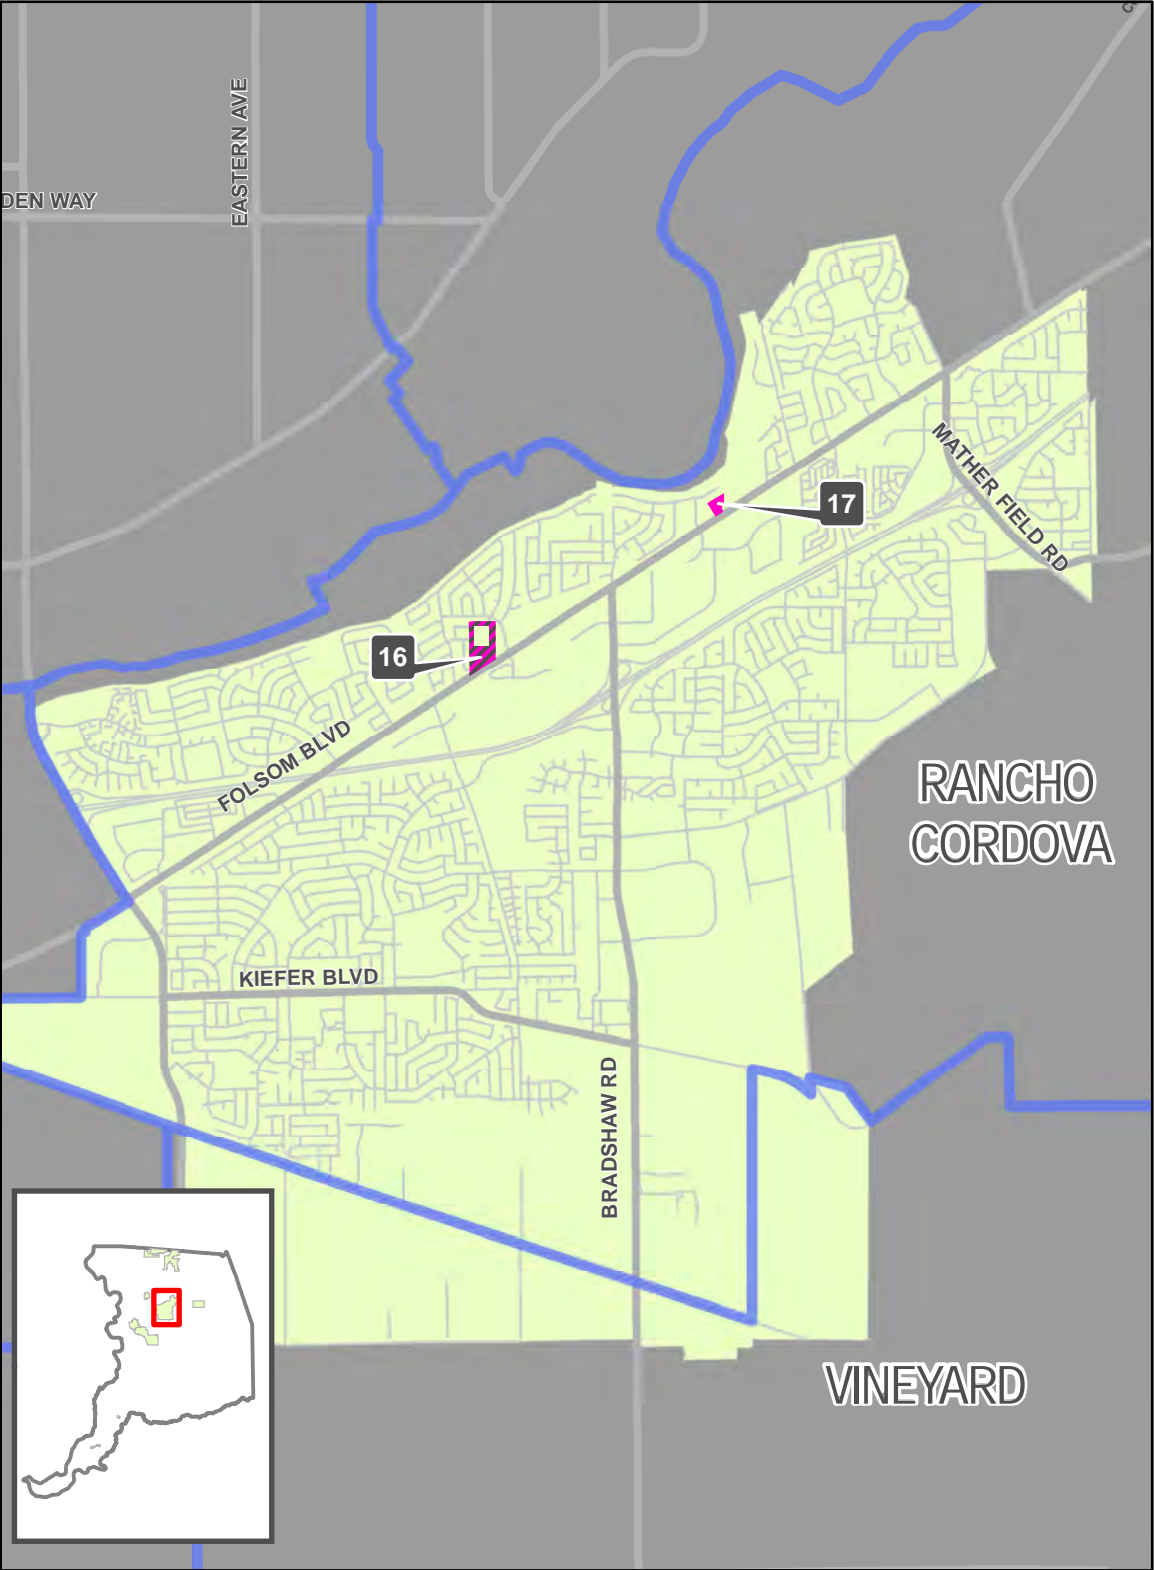 EASTERN AVE
DEN WAY
MATHER FIELD RD
17
16
FOLSOM BLVD
RANCHO
CORDOVA
KIEFER BLVD
BRADSHAW RD
VINEYARD